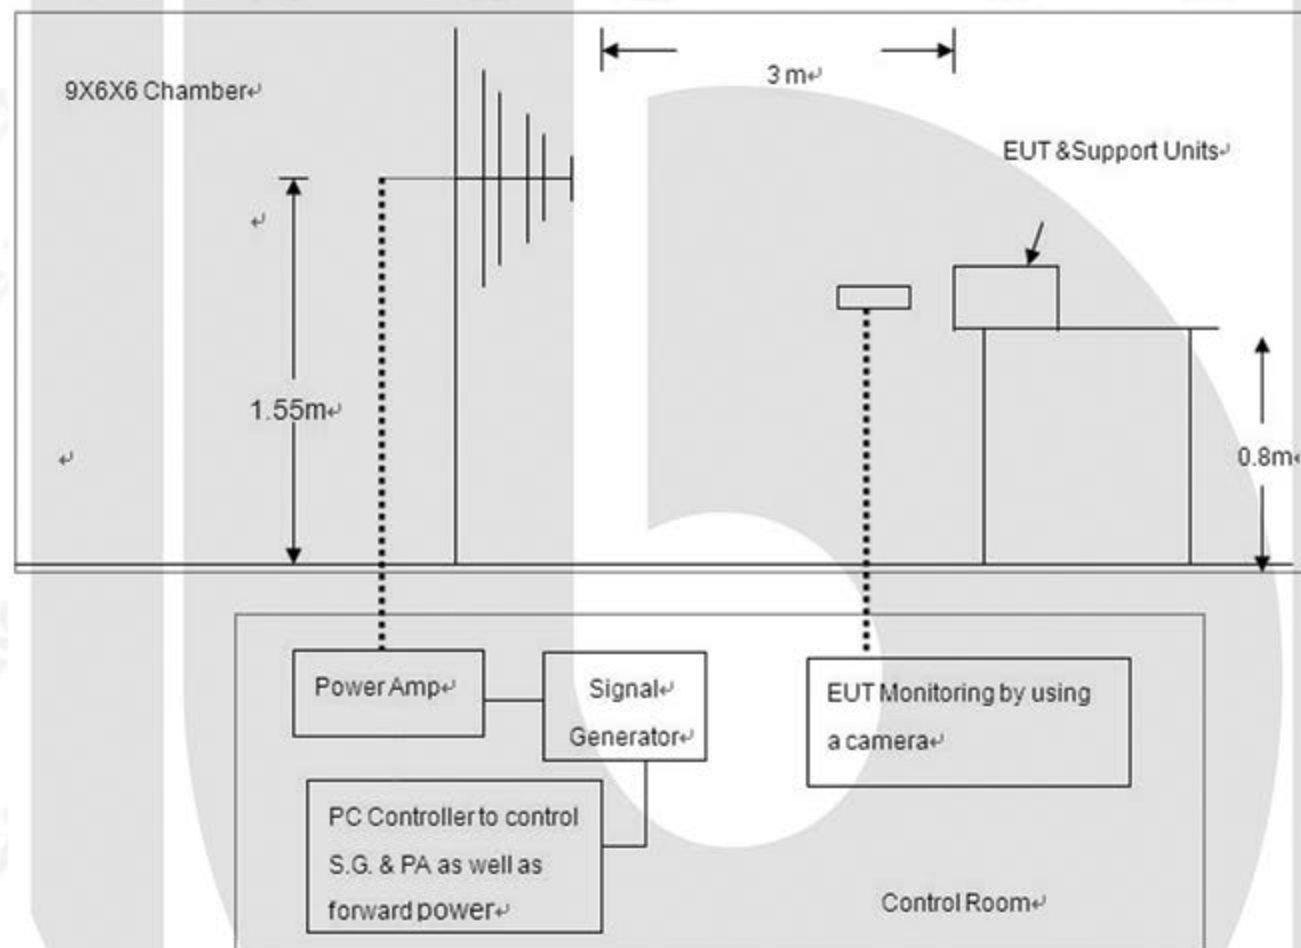 3 m
9X6X6 Chamber
EUT &Support Units
1.55m
0.8m
Power Amp
Signal
Generator
EUT Monitoring by using
a camera
PC Controller to control
S.G. & PA as well as
forward power
Control Room